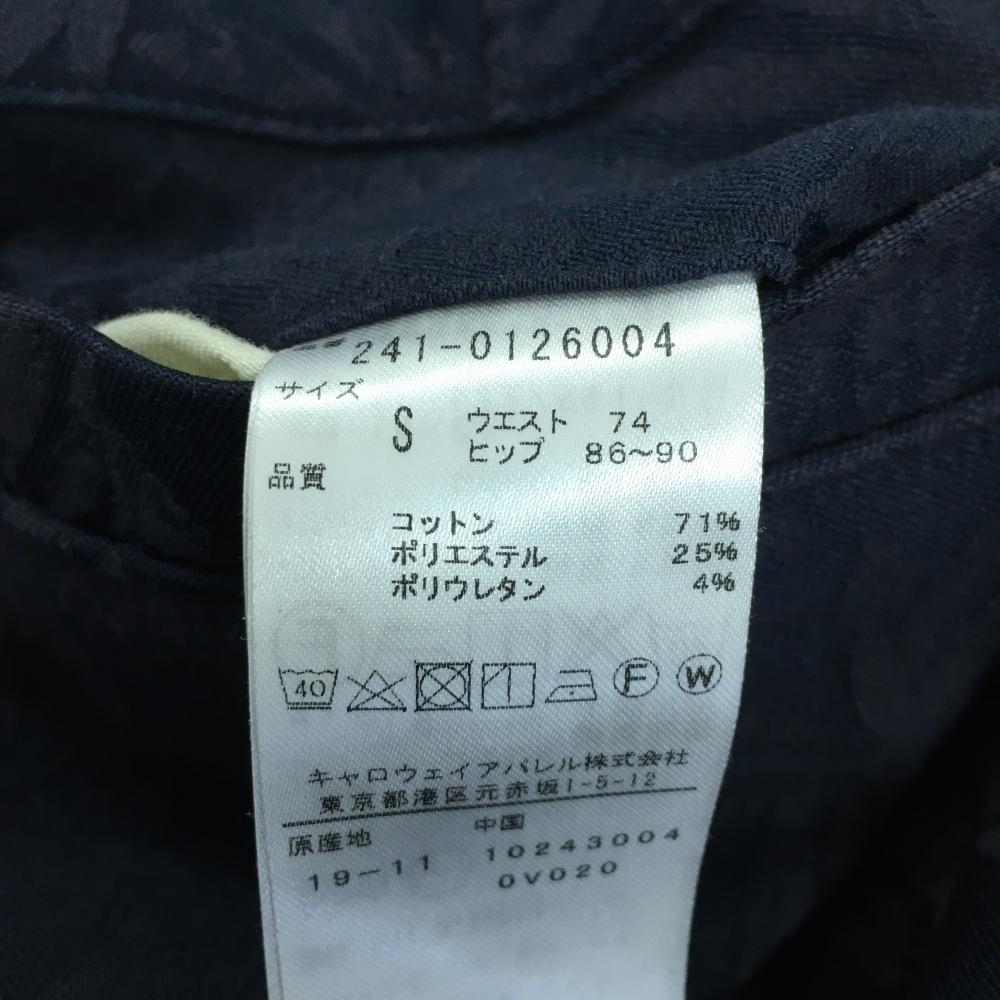 241-0126004
サイズ
S ウエスト 74
ヒップ 86~90
品質
コットン 71%
ポリエステル 25%
ポリウレタン 4%
40 F W
キャロウェイアパレル株式会社
東京都港区元赤坂1-5-12
原産地 中国
19-11 10243004
0V020